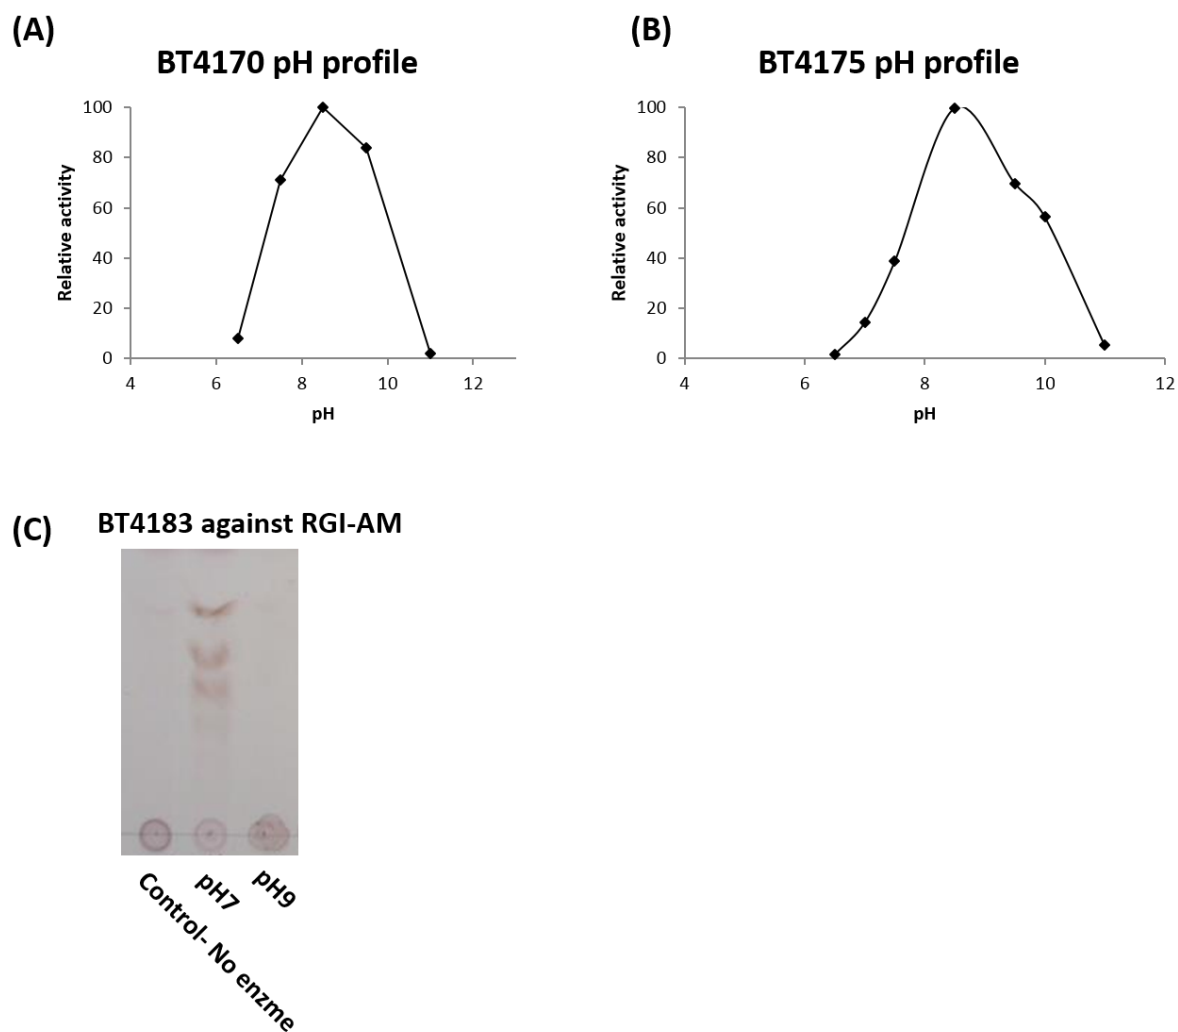 (A)
BT4170 pH profile
100
80
60
40
20
0
4 6 8 10 12
Relative activity
pH
(B)
BT4175 pH profile
100
80
60
40
20
0
4 6 8 10 12
Relative activity
pH
(C)
BT4183 against RGI-AM
Control- No enzme
pH7
pH9